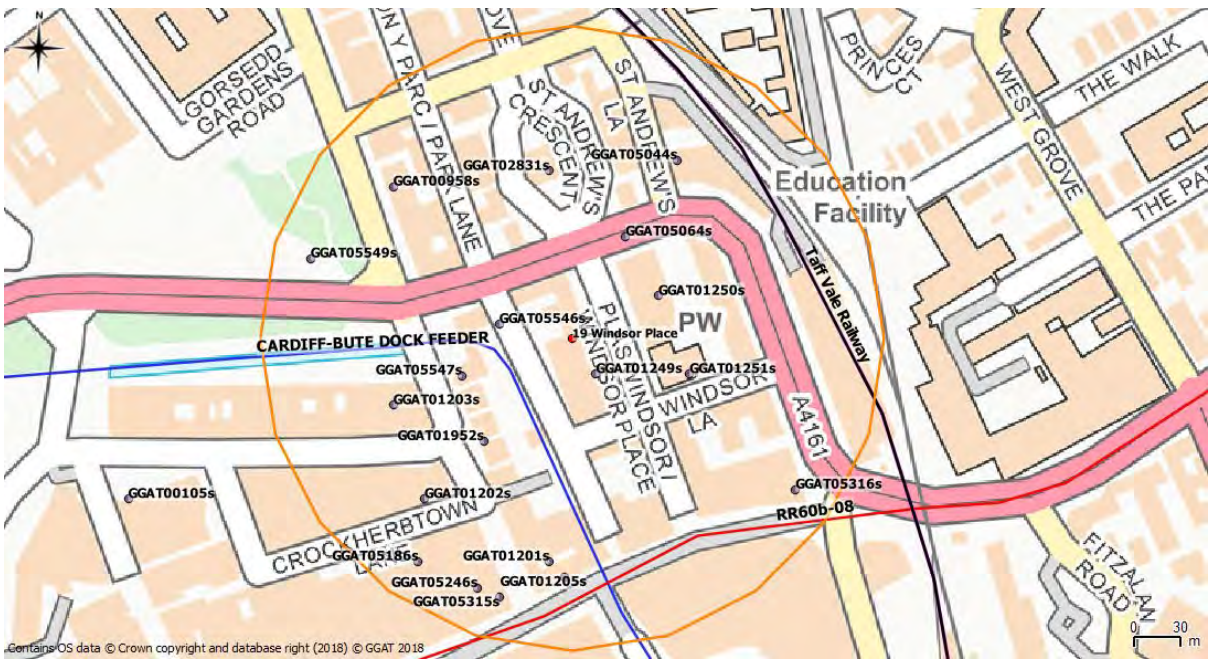 N
GORSEDD
GARDENS
ROAD
ON Y PARC / PARK LANE
OVE
ST ANDREW'S
CRESCENT
ST ANDREW'S
LA
PRINCES
CT
WEST GROVE
THE WALK
THE PA
GGAT02831s
GGAT05044s
GGAT00958s
Education
Facility
GGAT05064s
GGAT05549s
Taff Vale Railway
GGAT01250s
GGAT05546s
PW
19 Windsor Place
CARDIFF-BUTE DOCK FEEDER
PLAS WINDSOR /
WINDSOR PLACE
GGAT05547s
GGAT01249s
GGAT01251s
WINDSOR
LA
GGAT01203s
A4161
GGAT01952s
GGAT00105s
GGAT01202s
GGAT05316s
RR60b-08
CROCKHERBTOWN
LANE
GGAT05186s
GGAT01201s
GGAT05246s
GGAT01205s
GGAT05315s
FITZALAN
ROAD
0 30 m
Contains OS data © Crown copyright and database right (2018) © GGAT 2018